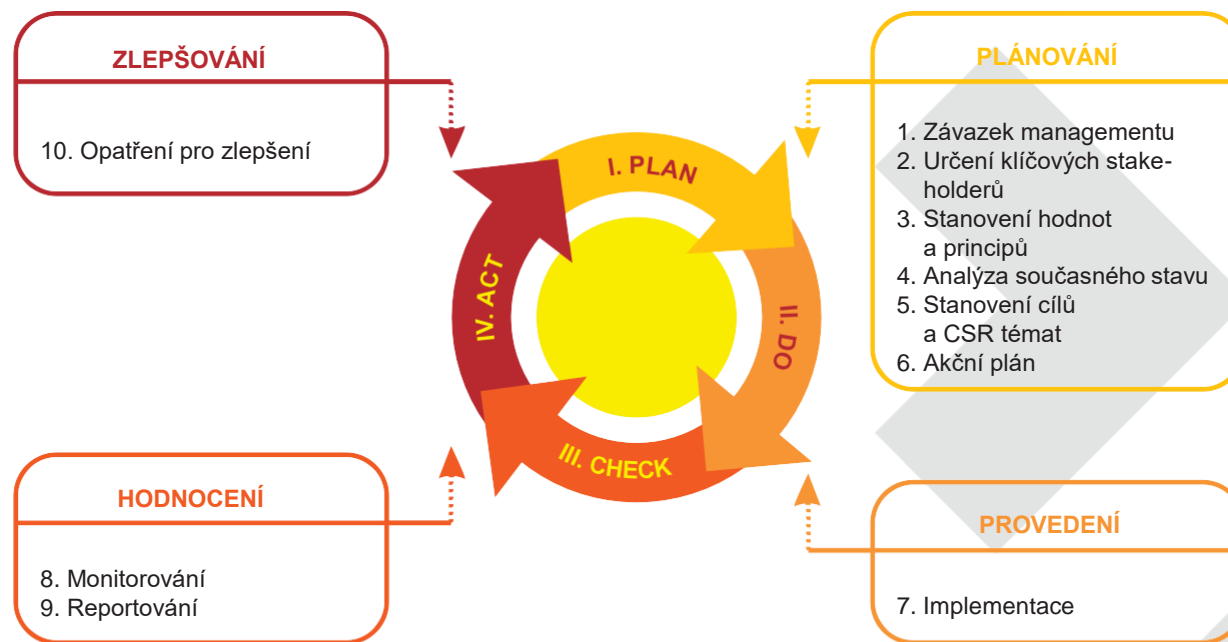 ZLEPŠOVÁNÍ
10. Opatření pro zlepšení
PLÁNOVÁNÍ
1. Závazek managementu
2. Určení klíčových stake-
holderů
3. Stanovení hodnot
a principů
4. Analýza současného stavu
5. Stanovení cílů
a CSR témat
6. Akční plán
I. PLAN
II. DO
III. CHECK
IV. ACT
HODNOCENÍ
8. Monitorování
9. Reportování
PROVEDENÍ
7. Implementace